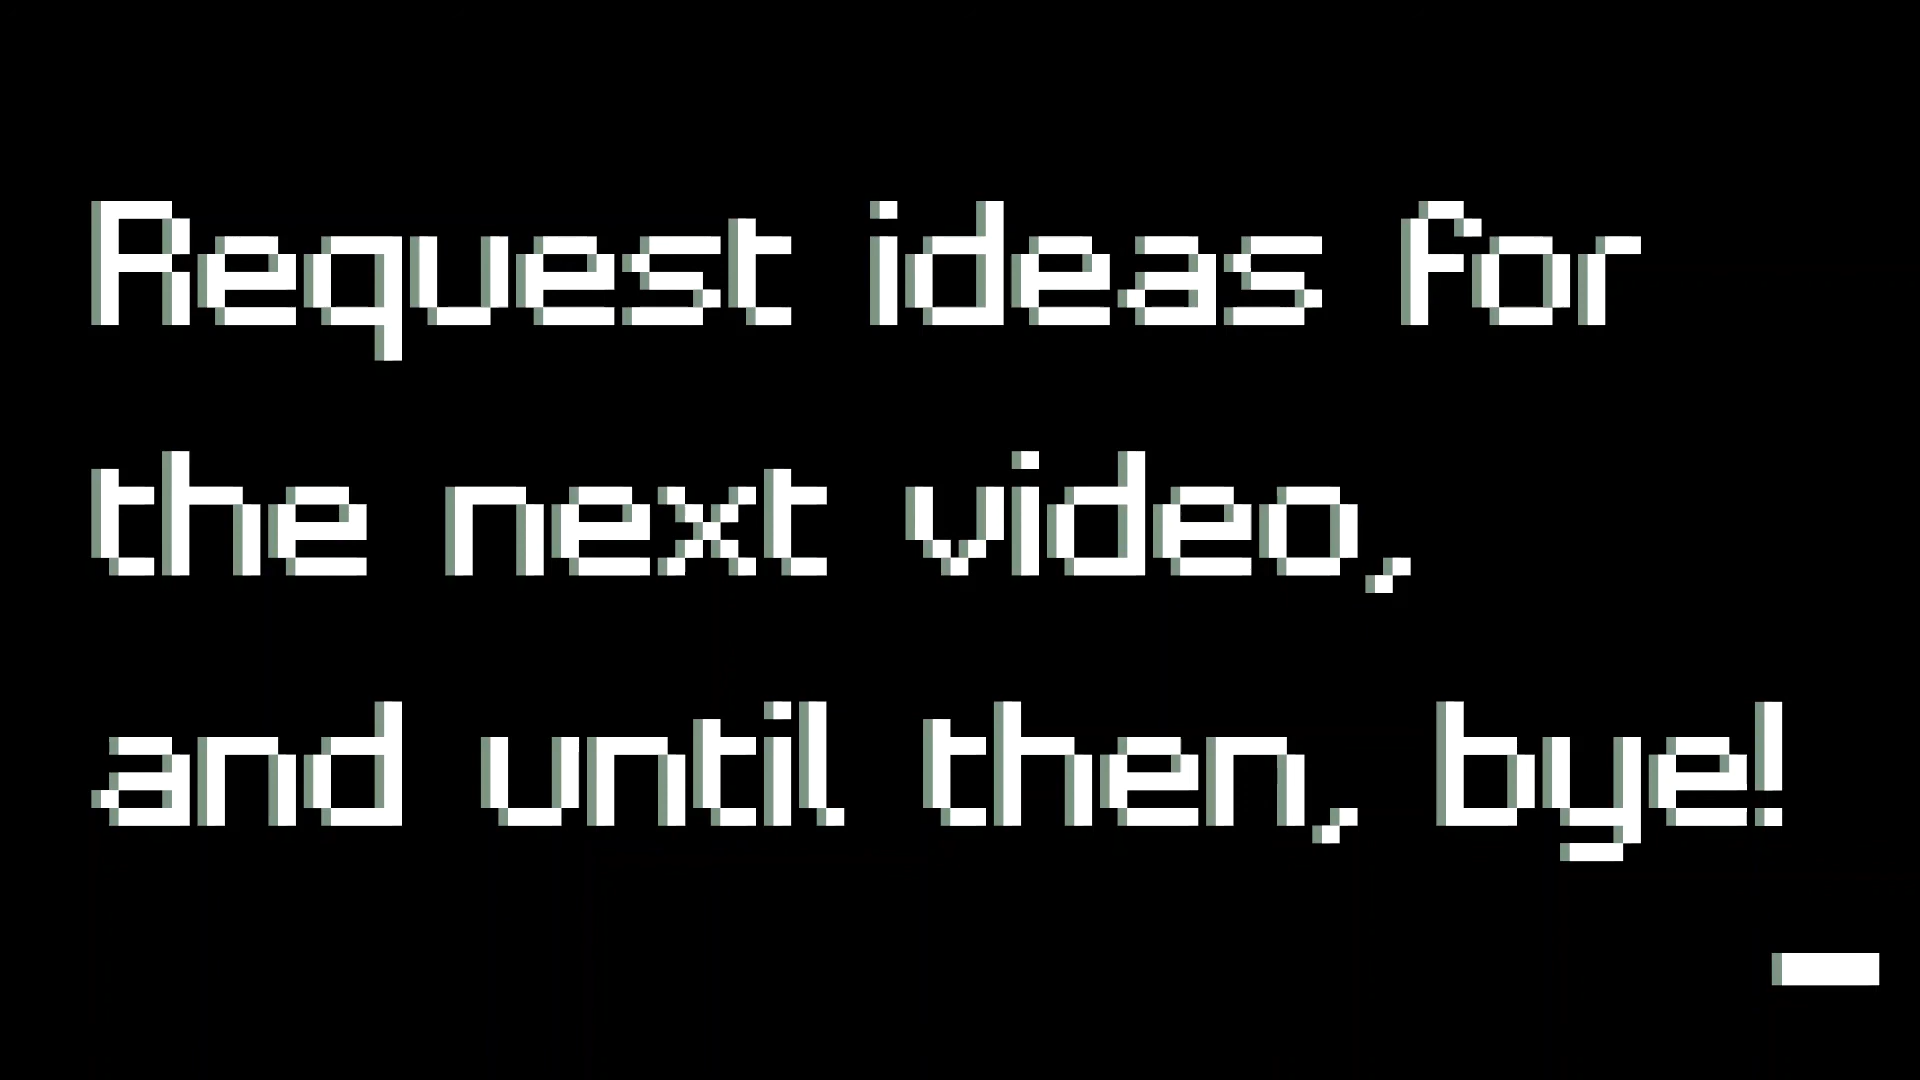 Request ideas for
the next video,
and until then, bye!